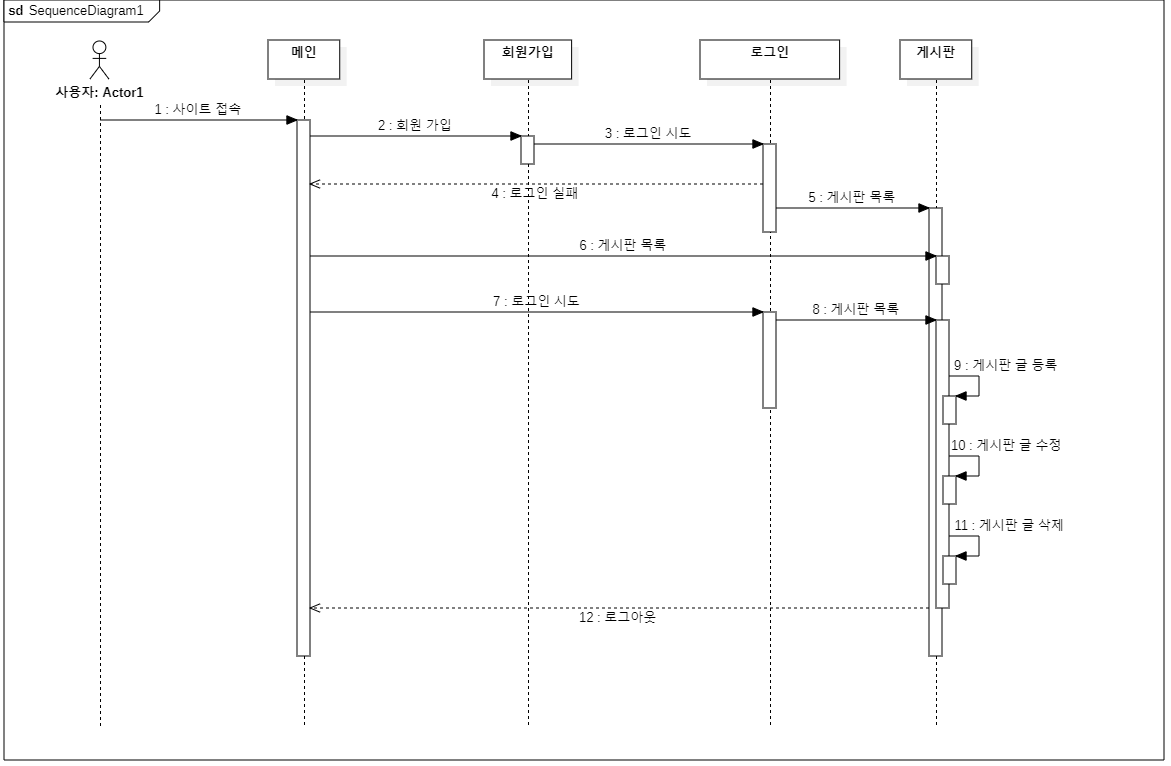 sd SequenceDiagram1
메인
회원가입
로그인
게시판
사용자: Actor1
1 : 사이트 접속
2 : 회원 가입
3 : 로그인 시도
4 : 로그인 실패
5 : 게시판 목록
6 : 게시판 목록
7 : 로그인 시도
8 : 게시판 목록
9 : 게시판 글 등록
10 : 게시판 글 수정
11 : 게시판 글 삭제
12 : 로그아웃